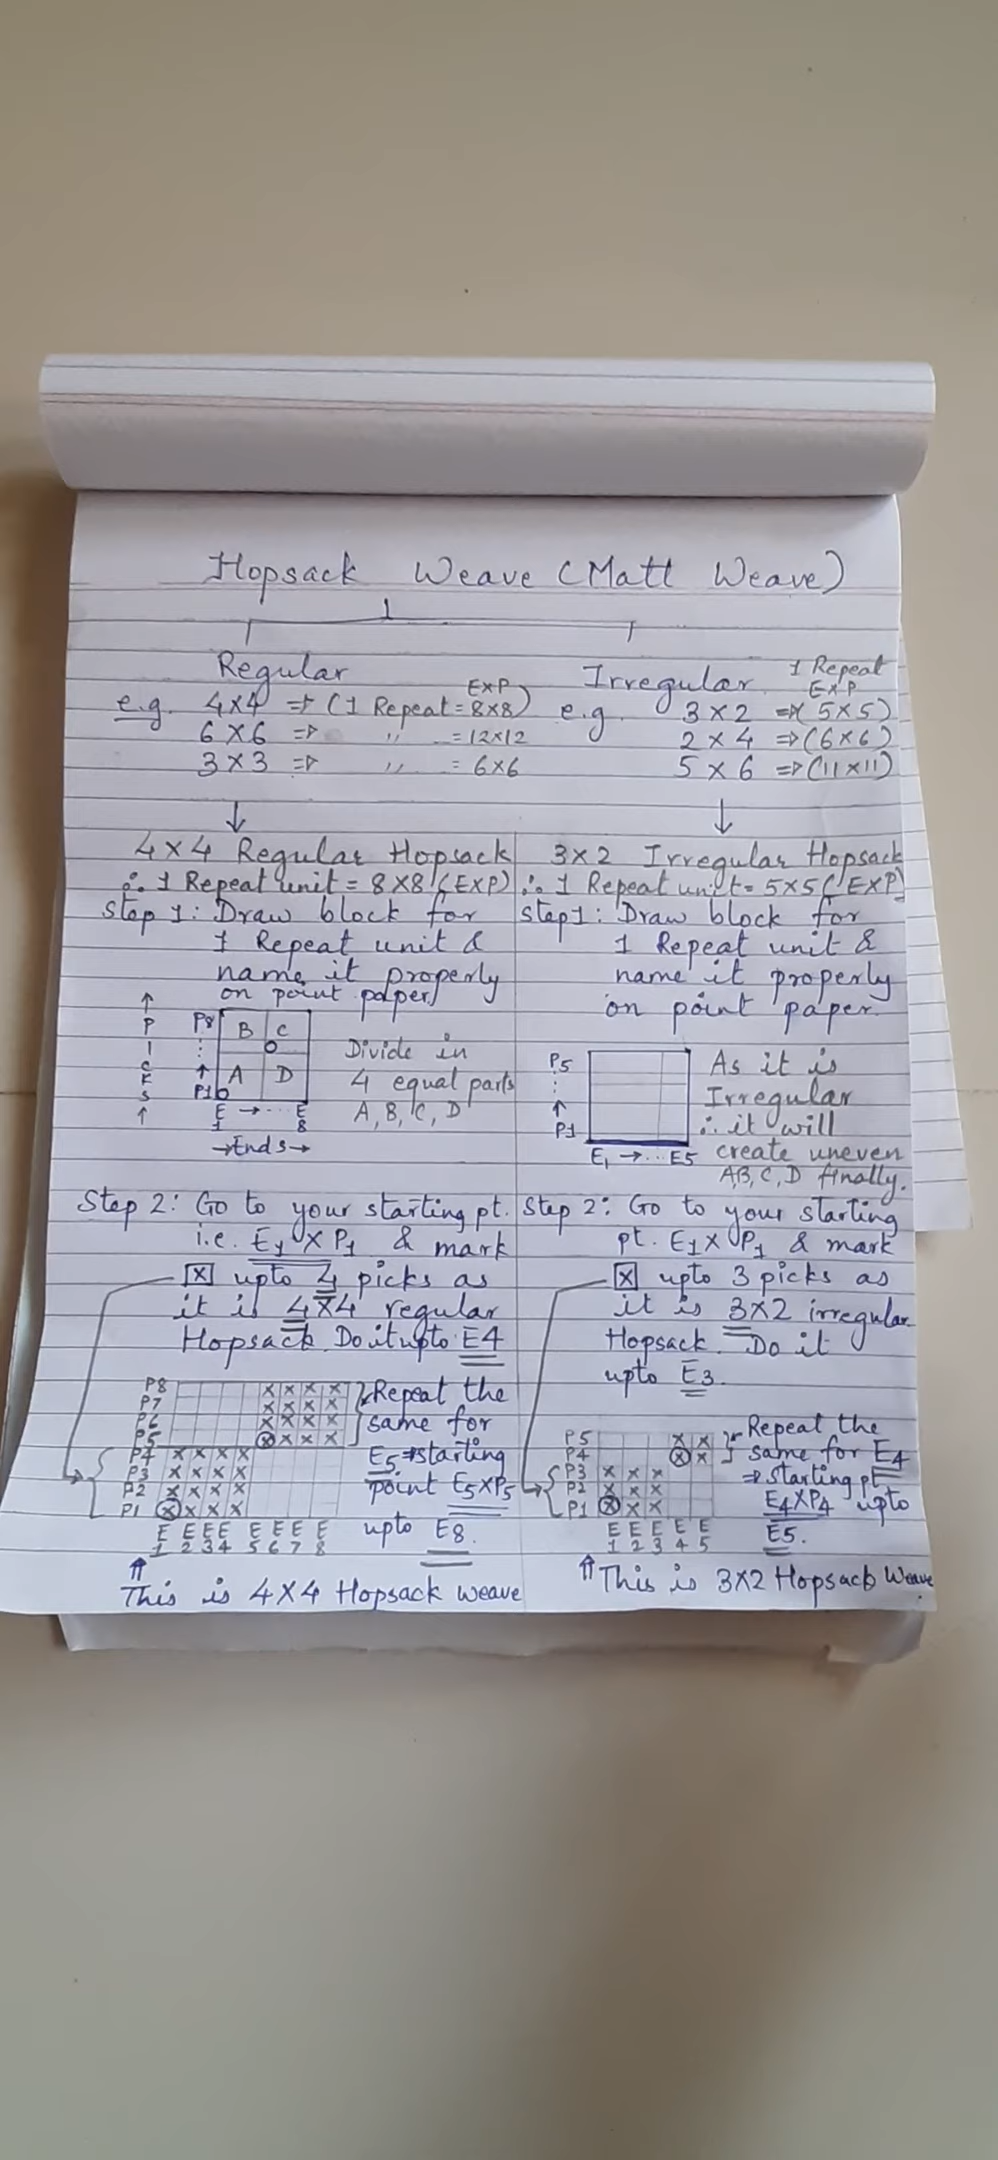 Hopsack Weave (Matt Weave)
Regular
e.g. 4X4 => (1 Repeat = 8x8) ExP
6X6 => ,, = 12x12
3X3 => ,, = 6x6
Irregular 1 Repeat ExP
e.g 3X2 => (5x5)
2X4 => (6x6)
5X6 => (11x11)
4X4 Regular Hopsack
∴ 1 Repeat unit = 8X8 (EXP)
Step 1: Draw block for
1 Repeat unit &
name it properly
on point paper
↑ PICKS ↑
P8 B C
⋮
↑ A D
P1
E1 → ... E8
→Ends→
Divide in
4 equal parts
A, B, C, D
Step 2: Go to your starting pt.
i.e. E1 X P1 & mark
[X] upto 4 picks as
it is 4X4 regular
Hopsack. Do it upto E4
P8 x x x x
P7 x x x x
P6 x x x x
P5 x x x x
P4 x x x x
P3 x x x x
P2 x x x x
P1 x x x x
E1 E2 E3 E4 E5 E6 E7 E8
Repeat the
same for
E5 ⇒ starting
point E5XP5
upto E8.
This is 4X4 Hopsack Weave
3X2 Irregular Hopsack
∴ 1 Repeat unit = 5x5 (EXP)
Step 1: Draw block for
1 Repeat unit &
name it properly
on point paper.
P5
⋮
↑
P1
E1 → ... E5
As it is
Irregular
∴ it will
create uneven
A,B,C,D finally.
Step 2: Go to your starting
pt. E1 X P1 & mark
[X] upto 3 picks as
it is 3X2 irregular
Hopsack. Do it
upto E3.
P5 x x
P4 x x
P3 x x x
P2 x x x
P1 x x x
E1 E2 E3 E4 E5
Repeat the
same for E4
⇒ starting pt
E4XP4 upto
E5.
This is 3X2 Hopsack Weave